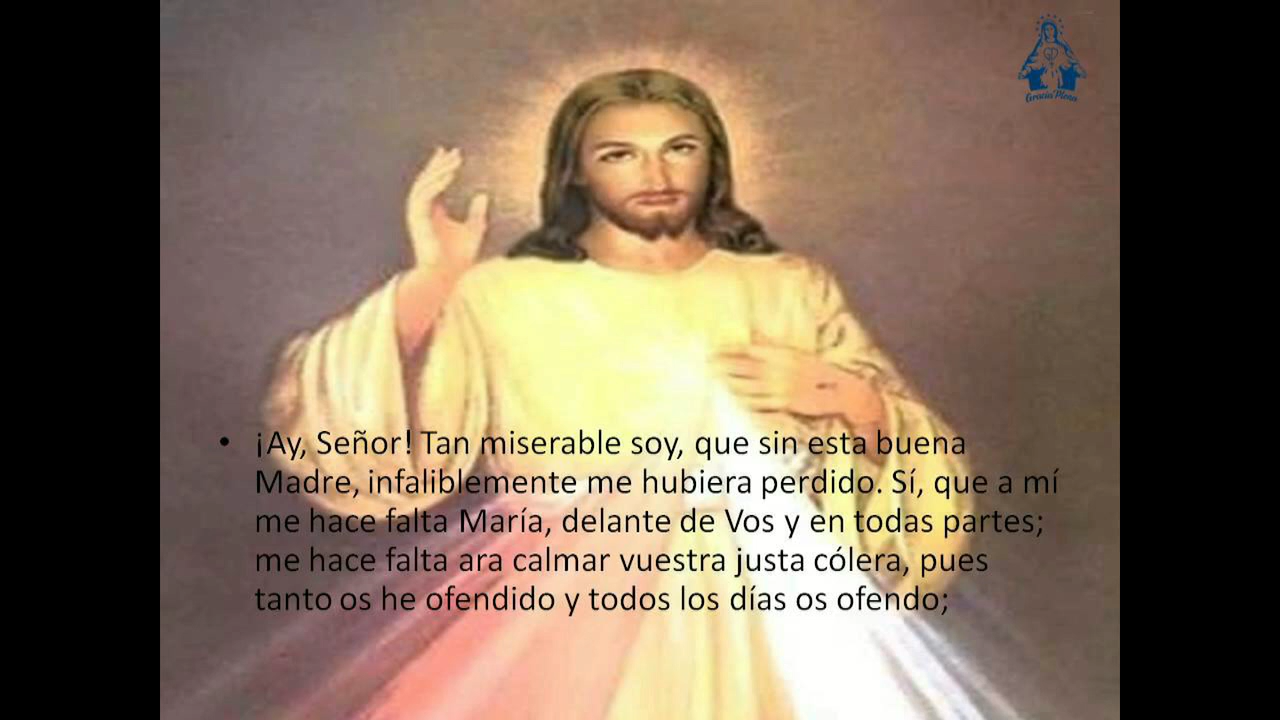 Gracia Plena
• ¡Ay, Señor! Tan miserable soy, que sin esta buena
Madre, infaliblemente me hubiera perdido. Sí, que a mí
me hace falta María, delante de Vos y en todas partes;
me hace falta ara calmar vuestra justa cólera, pues
tanto os he ofendido y todos los días os ofendo;